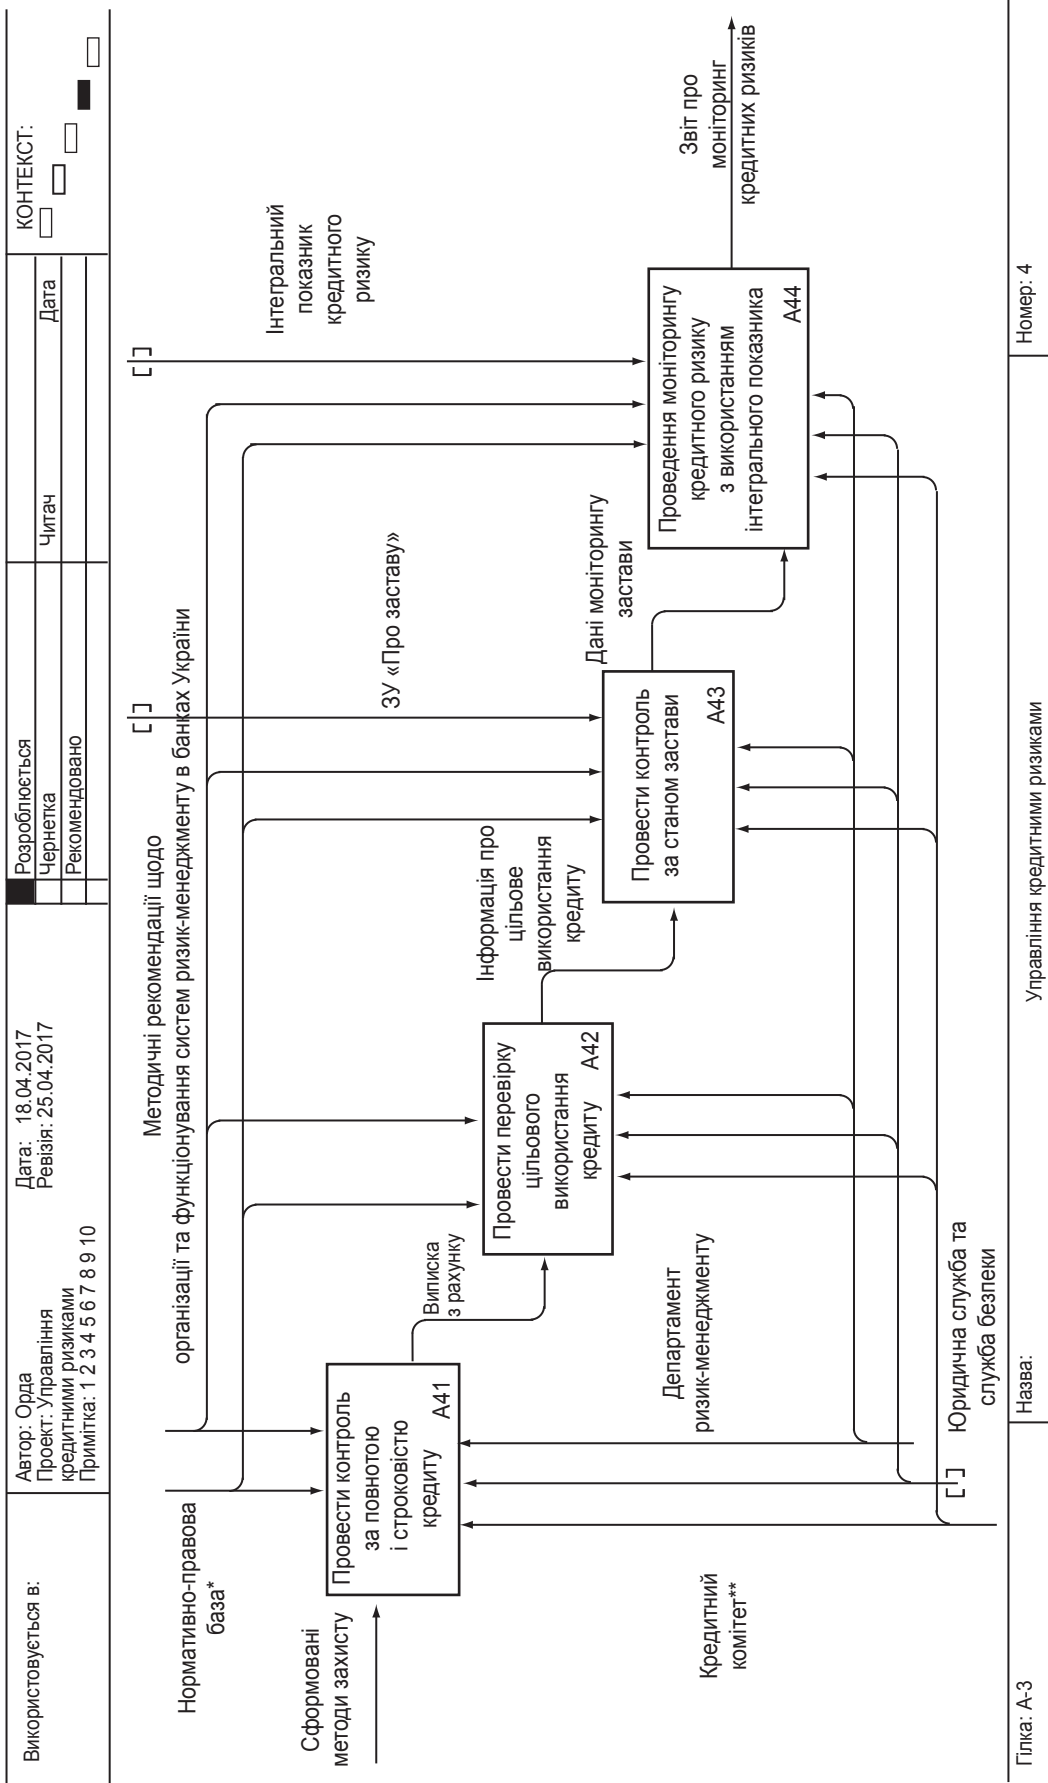 Використовується в:
Автор: Орда
Проект: Управління
кредитними ризиками
Примітка: 1 2 3 4 5 6 7 8 9 10
Дата: 18.04.2017
Ревізія: 25.04.2017
Розроблюється
Чернетка
Рекомендовано
Читач
Дата
КОНТЕКСТ:
Методичні рекомендації щодо
організації та функціонування систем ризик-менеджменту в банках України
Нормативно-правова
база*
ЗУ «Про заставу»
Інтегральний
показник
кредитного
ризику
Сформовані
методи захисту
Провести контроль
за повнотою
і строковістю
кредиту
А41
Виписка
з рахунку
Провести перевірку
цільового
використання
кредиту
А42
Інформація про
цільове
використання
кредиту
Провести контроль
за станом застави
А43
Дані моніторингу
застави
Проведення моніторингу
кредитного ризику
з використанням
інтегрального показника
А44
Звіт про
моніторинг
кредитних ризиків
Кредитний
комітет**
Департамент
ризик-менеджменту
Юридична служба та
служба безпеки
Гілка: А-3
Назва:
Управління кредитними ризиками
Номер: 4